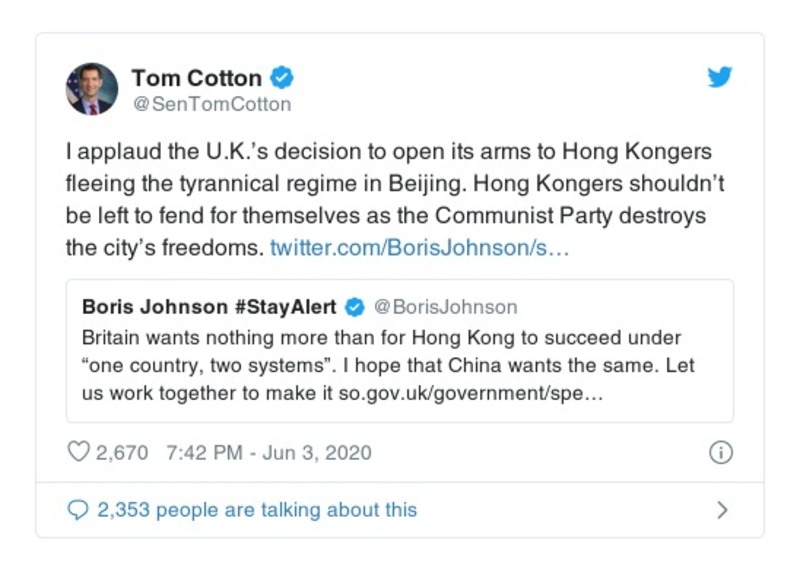 Tom Cotton
@SenTomCotton
I applaud the U.K.'s decision to open its arms to Hong Kongers
fleeing the tyrannical regime in Beijing. Hong Kongers shouldn't
be left to fend for themselves as the Communist Party destroys
the city's freedoms. twitter.com/BorisJohnson/s…
Boris Johnson #StayAlert @BorisJohnson
Britain wants nothing more than for Hong Kong to succeed under
“one country, two systems”. I hope that China wants the same. Let
us work together to make it so.gov.uk/government/spe…
2,670 7:42 PM - Jun 3, 2020
2,353 people are talking about this